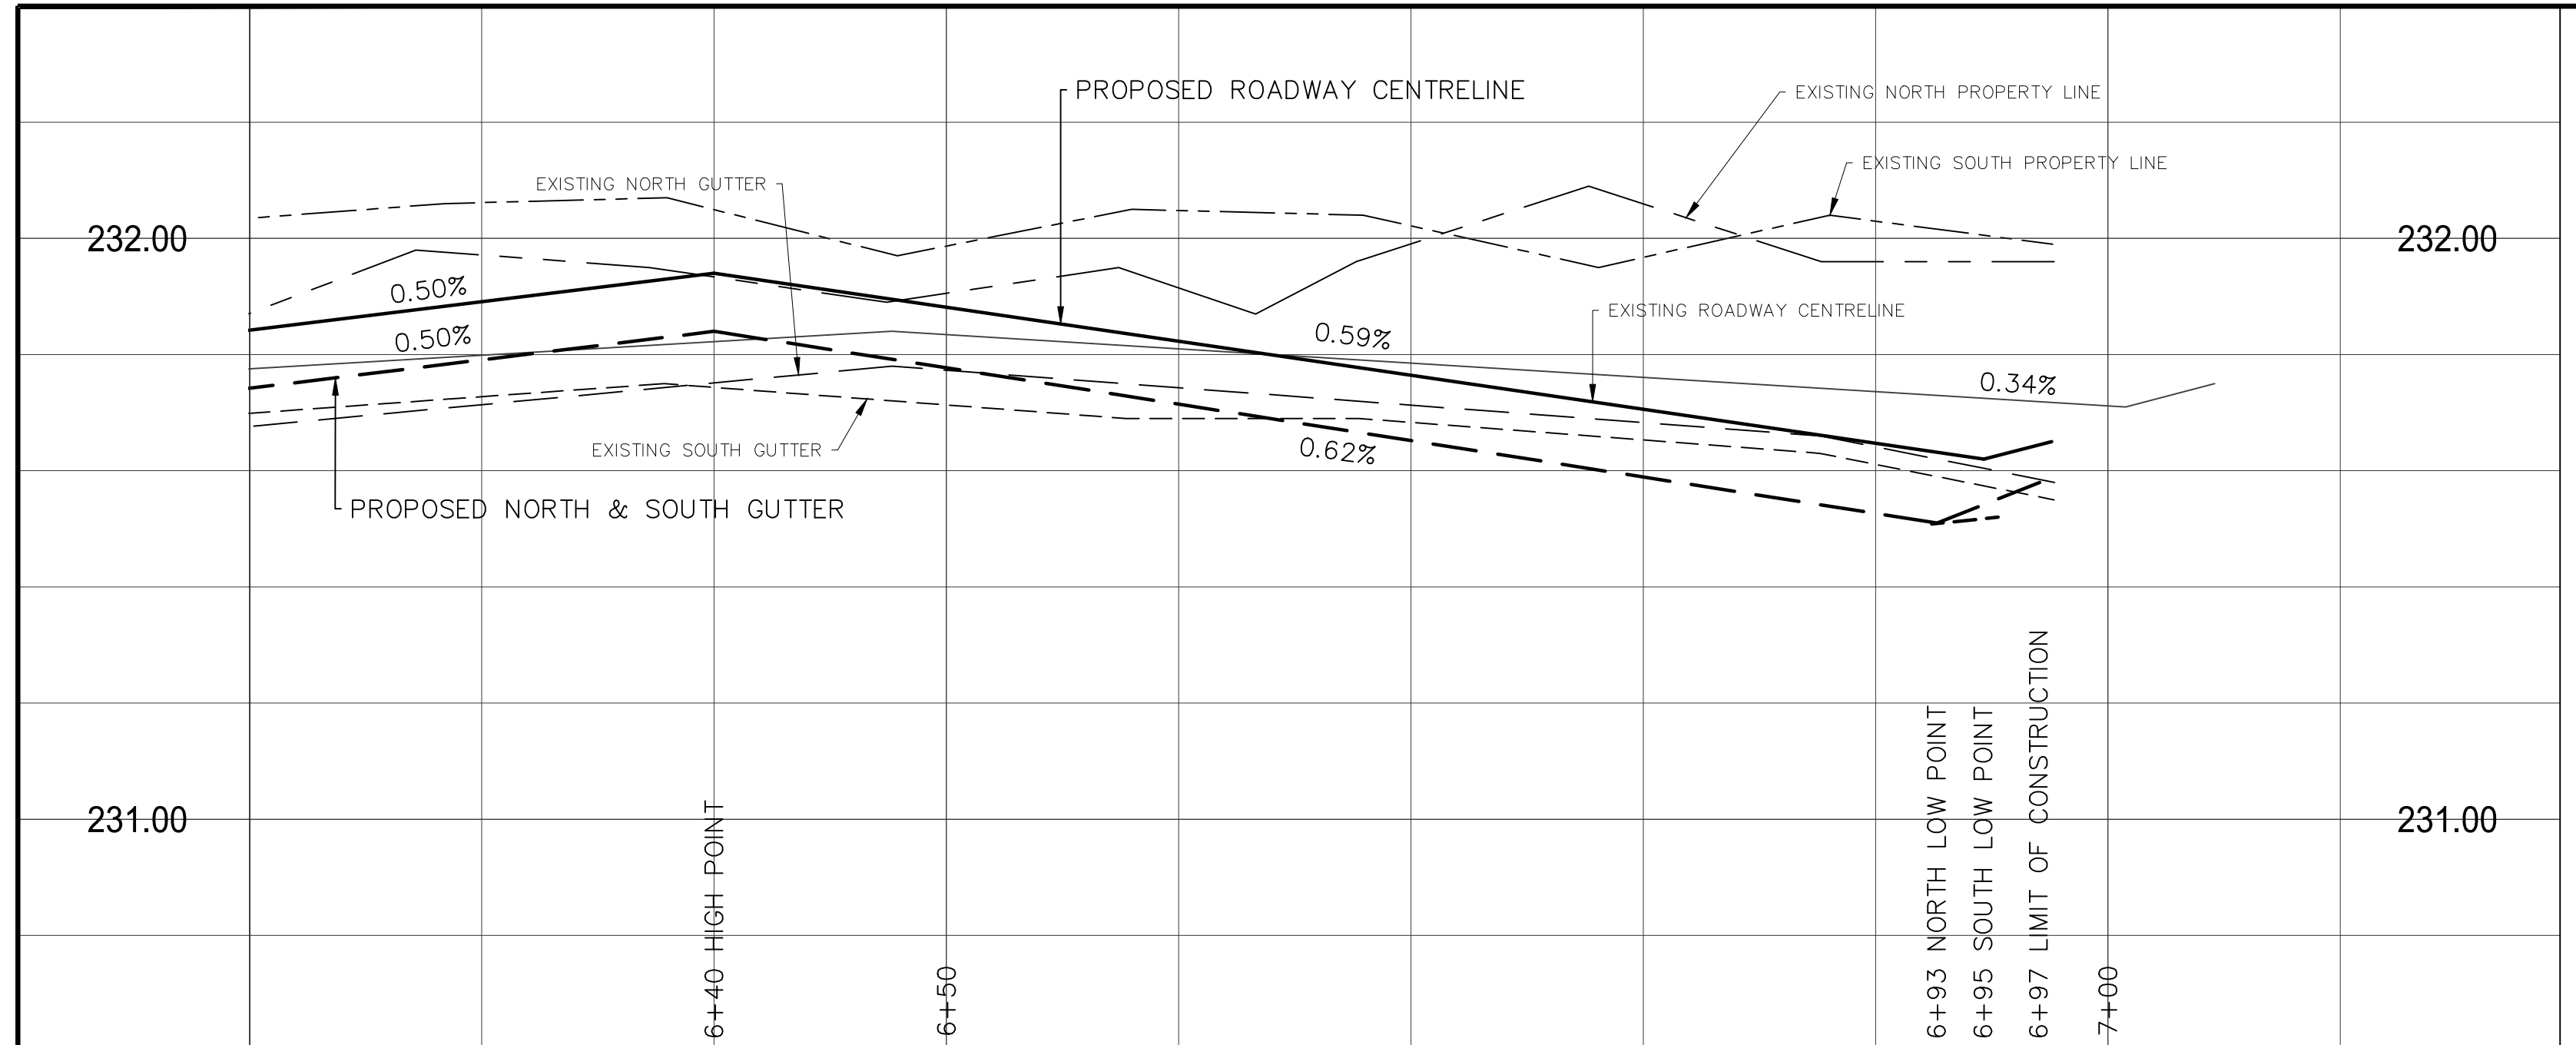 PROPOSED ROADWAY CENTRELINE
EXISTING NORTH PROPERTY LINE
EXISTING SOUTH PROPERTY LINE
EXISTING NORTH GUTTER
232.00
232.00
0.50%
0.50%
0.59%
EXISTING ROADWAY CENTRELINE
0.34%
EXISTING SOUTH GUTTER
0.62%
PROPOSED NORTH & SOUTH GUTTER
231.00
231.00
6+40 HIGH POINT
6+50
6+93 NORTH LOW POINT
6+95 SOUTH LOW POINT
6+97 LIMIT OF CONSTRUCTION
7+00